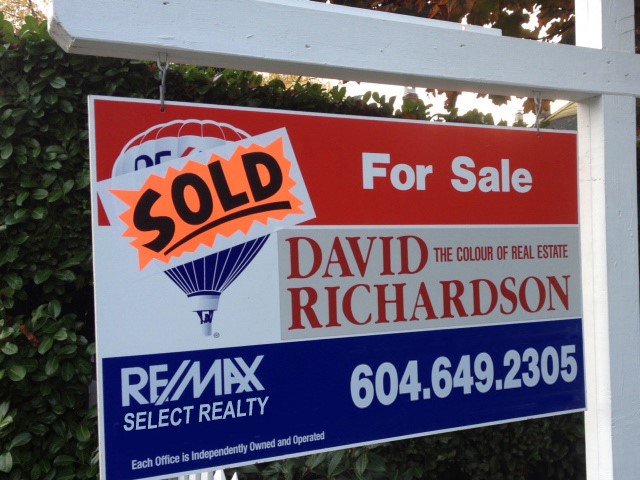 RE
SOLD
For Sale
DAVID THE COLOUR OF REAL ESTATE
RICHARDSON
RE/MAX
SELECT REALTY
604.649.2305
Each Office is Independently Owned and Operated